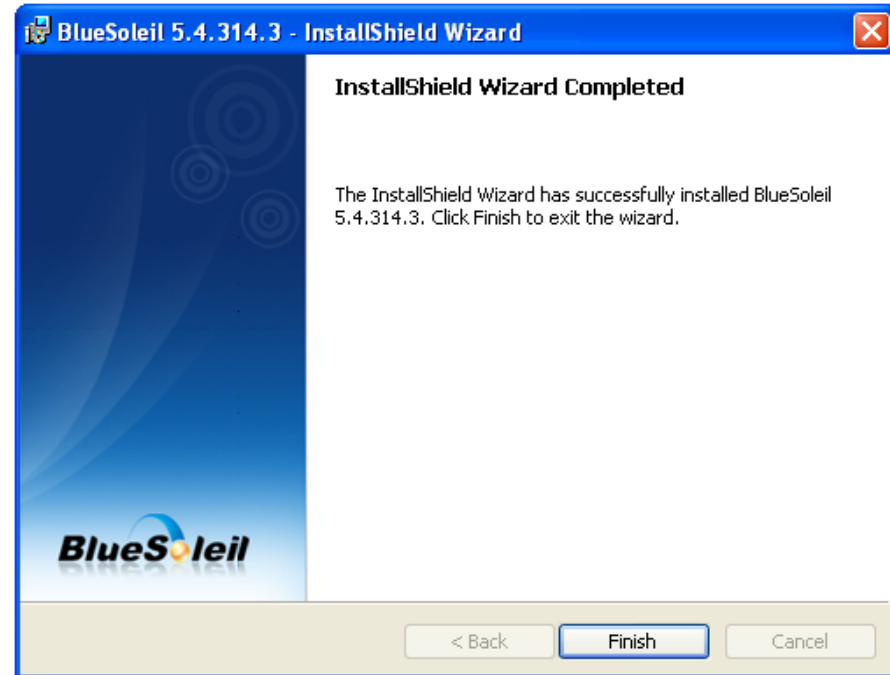 BlueSoleil 5.4.314.3 - InstallShield Wizard
InstallShield Wizard Completed
The InstallShield Wizard has successfully installed BlueSoleil
5.4.314.3. Click Finish to exit the wizard.
BlueSoleil
< Back
Finish
Cancel